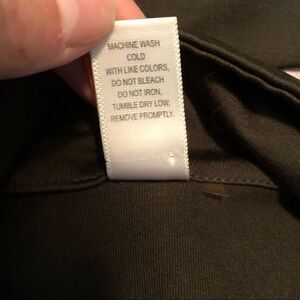 MACHINE WASH
COLD
WITH LIKE COLORS,
DO NOT BLEACH.
DO NOT IRON,
TUMBLE DRY LOW,
REMOVE PROMPTLY.